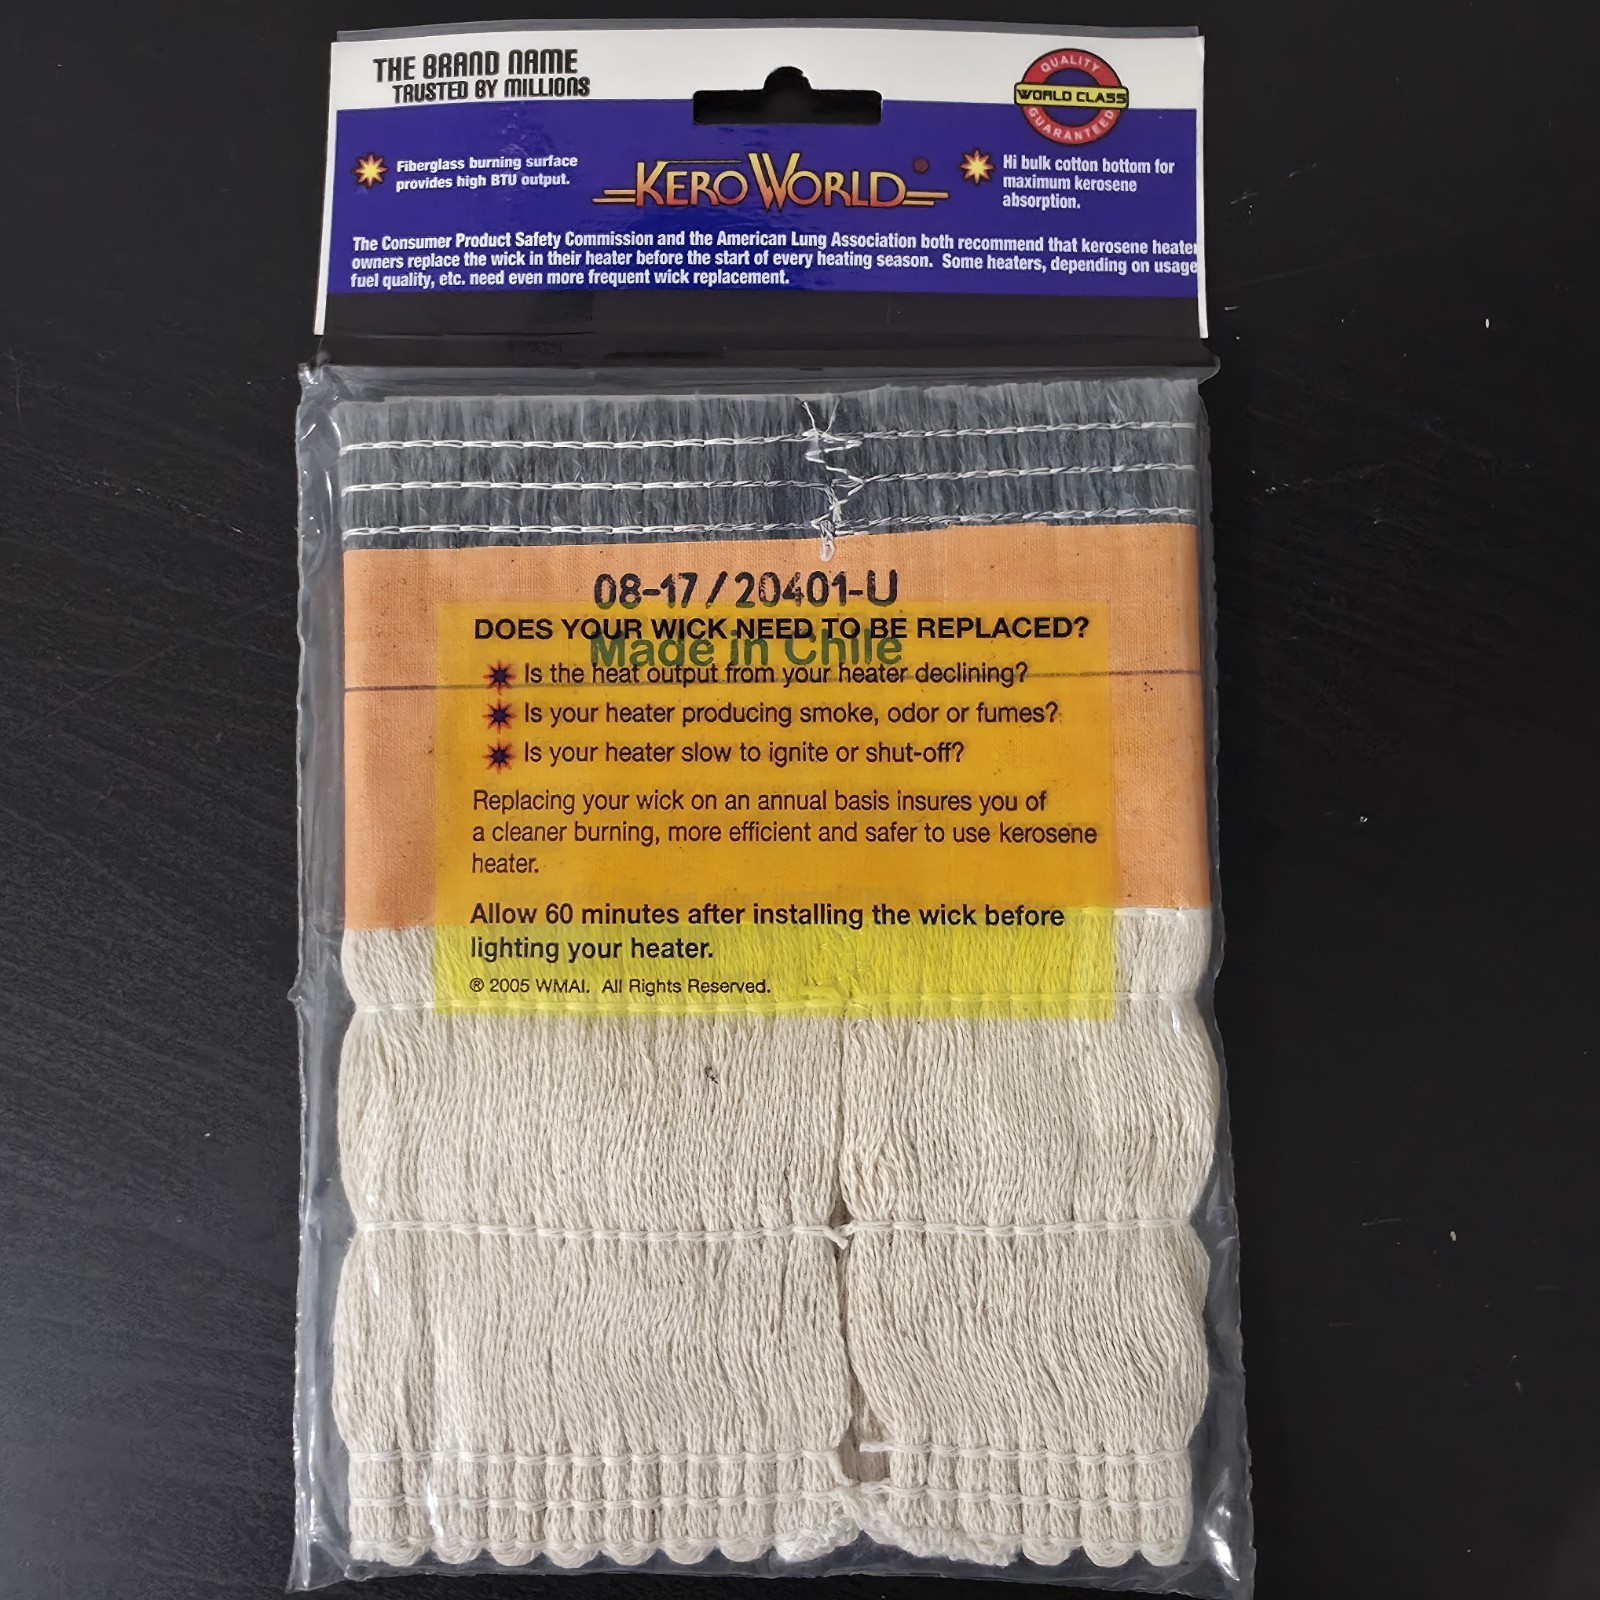 THE BRAND NAME
TRUSTED BY MILLIONS
QUALITY
WORLD CLASS
GUARANTEED
Fiberglass burning surface
provides high BTU output.
KERO WORLD®
Hi bulk cotton bottom for
maximum kerosene
absorption.
The Consumer Product Safety Commission and the American Lung Association both recommend that kerosene heater
owners replace the wick in their heater before the start of every heating season. Some heaters, depending on usage
fuel quality, etc. need even more frequent wick replacement.
08-17/20401-U
DOES YOUR WICK NEED TO BE REPLACED?
Made in Chile
Is the heat output from your heater declining?
Is your heater producing smoke, odor or fumes?
Is your heater slow to ignite or shut-off?
Replacing your wick on an annual basis insures you of
a cleaner burning, more efficient and safer to use kerosene
heater.
Allow 60 minutes after installing the wick before
lighting your heater.
® 2005 WMAI. All Rights Reserved.